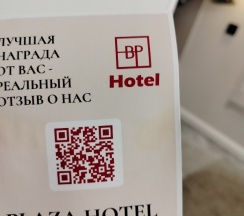 ЛУЧШАЯ
НАГРАДА
ОТ ВАС -
РЕАЛЬНЫЙ
ОТЗЫВ О НАС
BP
Hotel
PLAZA HOTEL